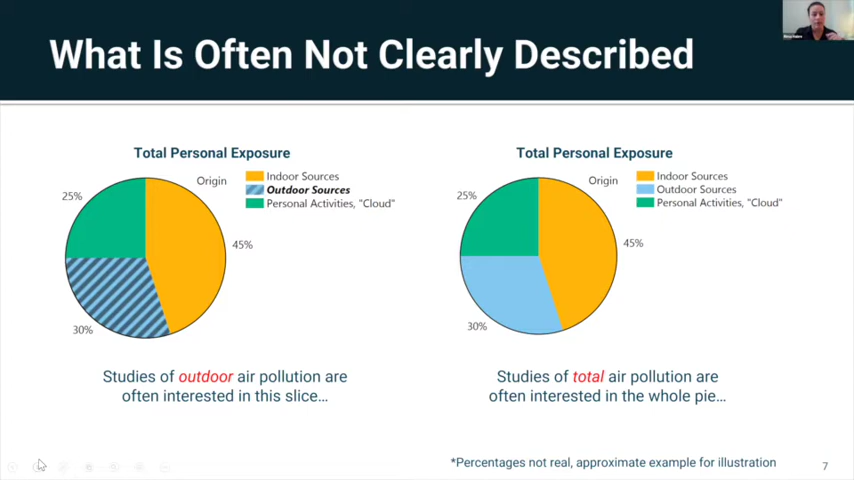 What Is Often Not Clearly Described
Total Personal Exposure
Origin
Indoor Sources
Outdoor Sources
Personal Activities, "Cloud"
25%
45%
30%
Studies of outdoor air pollution are
often interested in this slice...
Total Personal Exposure
Origin
Indoor Sources
Outdoor Sources
Personal Activities, "Cloud"
25%
45%
30%
Studies of total air pollution are
often interested in the whole pie...
*Percentages not real, approximate example for illustration
7